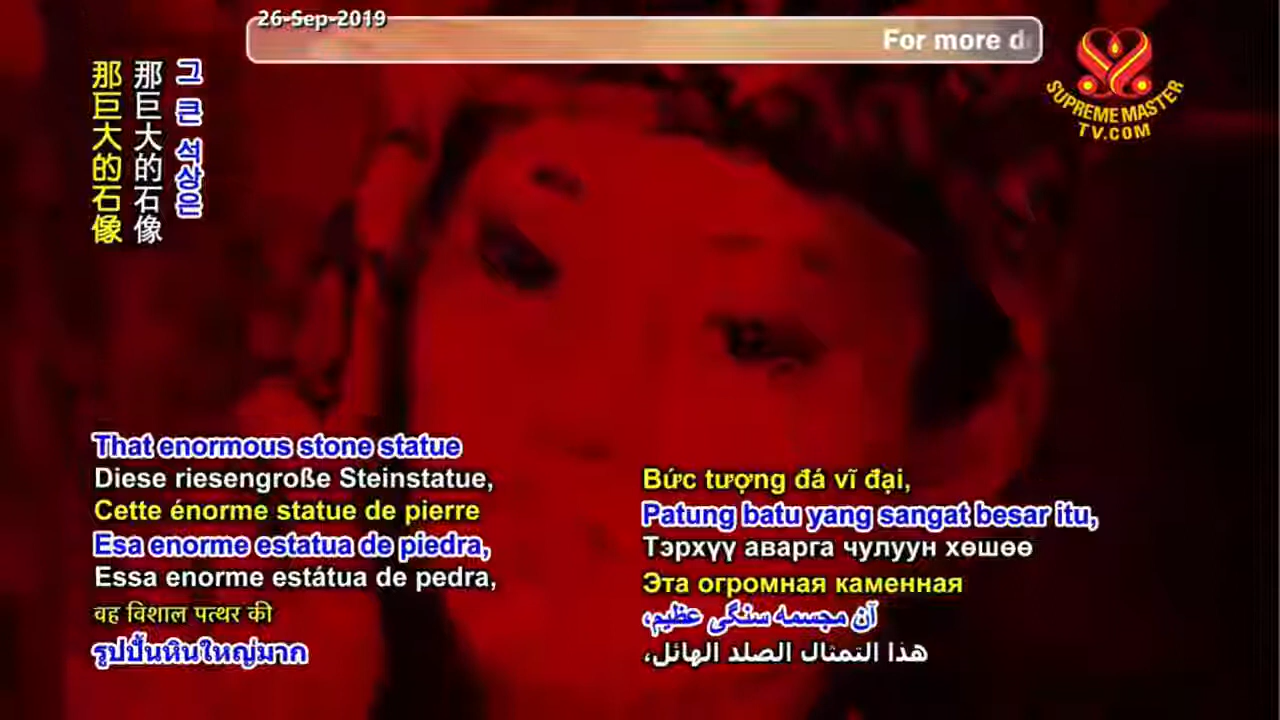 26-Sep-2019
For more d
SUPREME MASTER
TV.COM
그 큰 석상은
那巨大的石像
那巨大的石像
That enormous stone statue
Diese riesengroße Steinstatue,
Cette énorme statue de pierre
Esa enorme estatua de piedra,
Essa enorme estátua de pedra,
वह विशाल पत्थर की
รูปปั้นหินใหญ่มาก
Bức tượng đá vĩ đại,
Patung batu yang sangat besar itu,
Тэрхүү аварга чулуун хөшөө
Эта огромная каменная
آن مجسمه سنگی عظیم،
هذا التمثال الصلد الهائل،